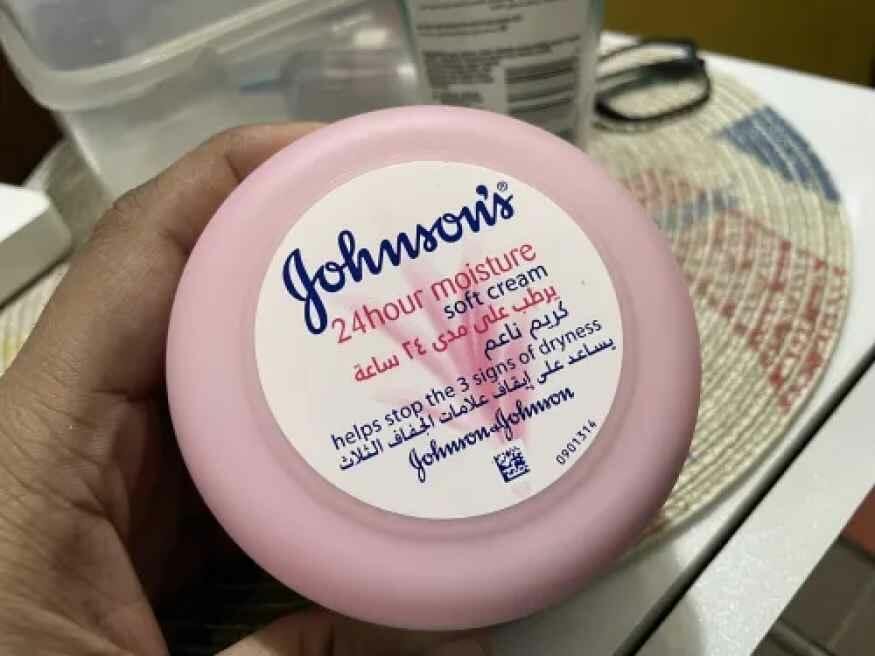 Johnson's®
24hour moisture
soft cream
يرطب على مدى ٢٤ ساعة
كريم ناعم
helps stop the 3 signs of dryness
يساعد على إيقاف علامات الجفاف الثلاث
Johnson & Johnson
0901314